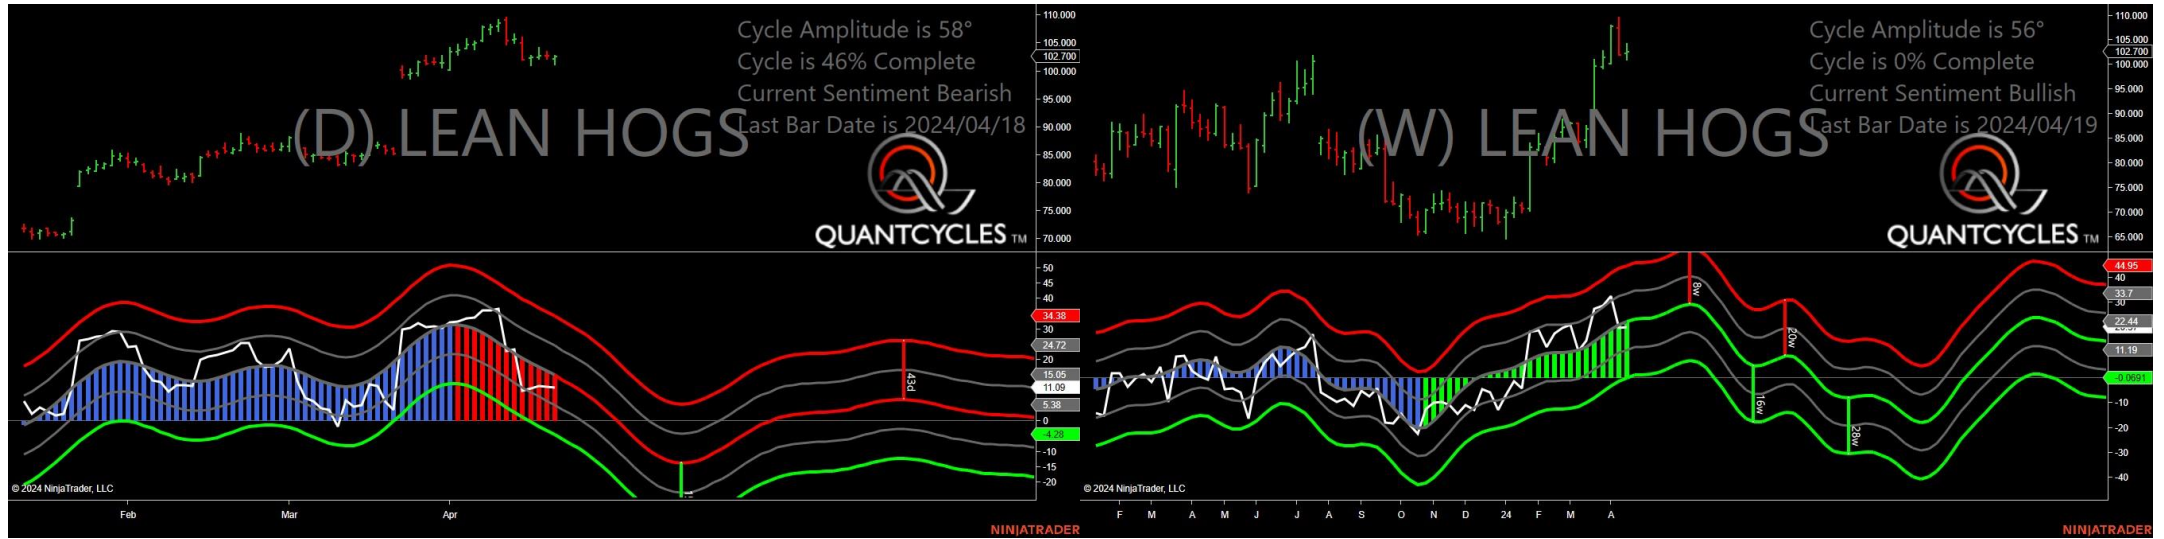 Cycle Amplitude is 58°
Cycle is 46% Complete
Current Sentiment Bearish
Last Bar Date is 2024/04/18
(D) LEAN HOGS
QUANTCYCLES TM
110.000
105.000
102.700
100.000
95.000
90.000
85.000
80.000
75.000
70.000
50
45
40
34.38
30
24.72
20
15.05
11.09
5.38
0
-4.28
-10
-15
-20
43d
© 2024 NinjaTrader, LLC
Feb
Mar
Apr
NINJATRADER
Cycle Amplitude is 56°
Cycle is 0% Complete
Current Sentiment Bullish
Last Bar Date is 2024/04/19
(W) LEAN HOGS
QUANTCYCLES TM
110.000
105.000
102.700
100.000
95.000
90.000
85.000
80.000
75.000
70.000
65.000
44.95
40
33.7
30
22.44
11.19
-0.0691
-10
-20
-30
-40
8w
20w
16w
28w
© 2024 NinjaTrader, LLC
F M A M J J A S O N D 24 F M A
NINJATRADER